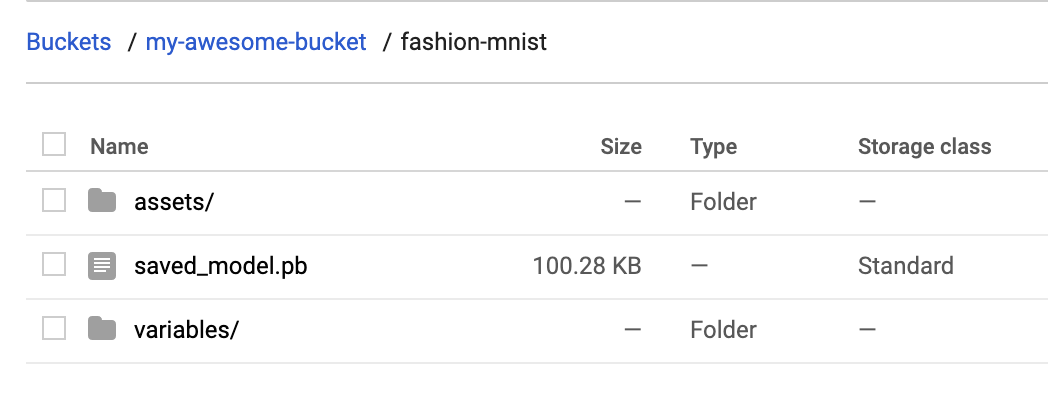 Buckets / my-awesome-bucket / fashion-mnist
Name Size Type Storage class
assets/ — Folder —
saved_model.pb 100.28 KB — Standard
variables/ — Folder —